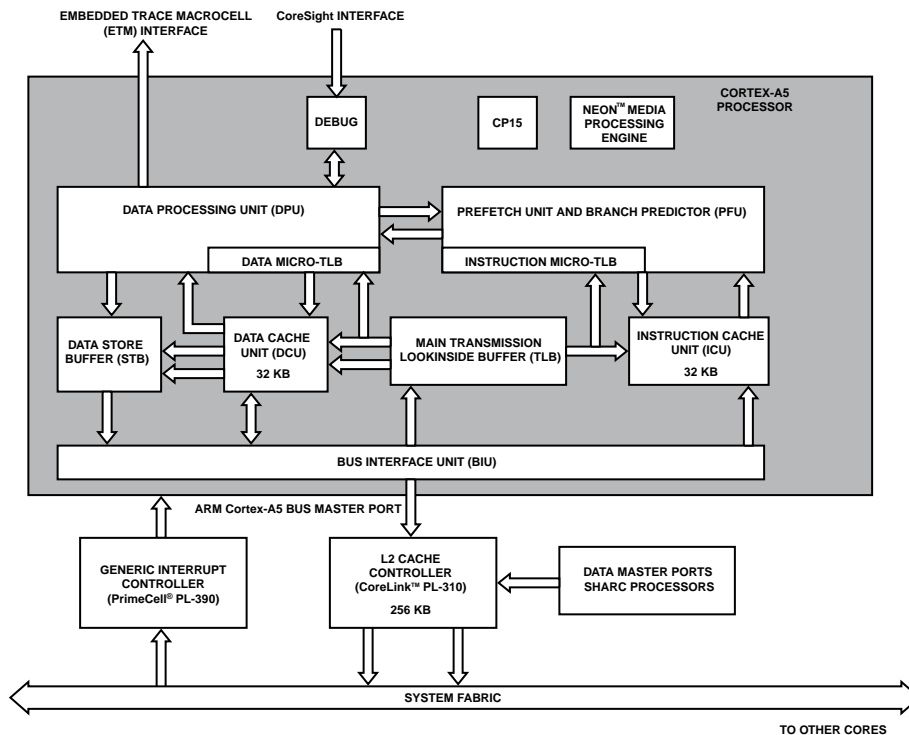 EMBEDDED TRACE MACROCELL
(ETM) INTERFACE
CoreSight INTERFACE
CORTEX-A5
PROCESSOR
DEBUG
CP15
NEON™ MEDIA
PROCESSING
ENGINE
DATA PROCESSING UNIT (DPU)
PREFETCH UNIT AND BRANCH PREDICTOR (PFU)
DATA MICRO-TLB
INSTRUCTION MICRO-TLB
DATA STORE
BUFFER (STB)
DATA CACHE
UNIT (DCU)
32 KB
MAIN TRANSMISSION
LOOKINSIDE BUFFER (TLB)
INSTRUCTION CACHE
UNIT (ICU)
32 KB
BUS INTERFACE UNIT (BIU)
ARM Cortex-A5 BUS MASTER PORT
GENERIC INTERRUPT
CONTROLLER
(PrimeCell® PL-390)
L2 CACHE
CONTROLLER
(CoreLink™ PL-310)
256 KB
DATA MASTER PORTS
SHARC PROCESSORS
SYSTEM FABRIC
TO OTHER CORES